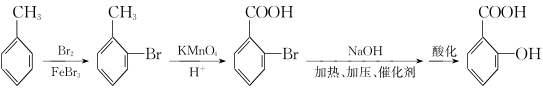 CH₃ CH₃ COOH COOH
Br₂ Br KMnO₄ Br NaOH 酸化 OH
FeBr₃ H⁺ 加热、加压、催化剂